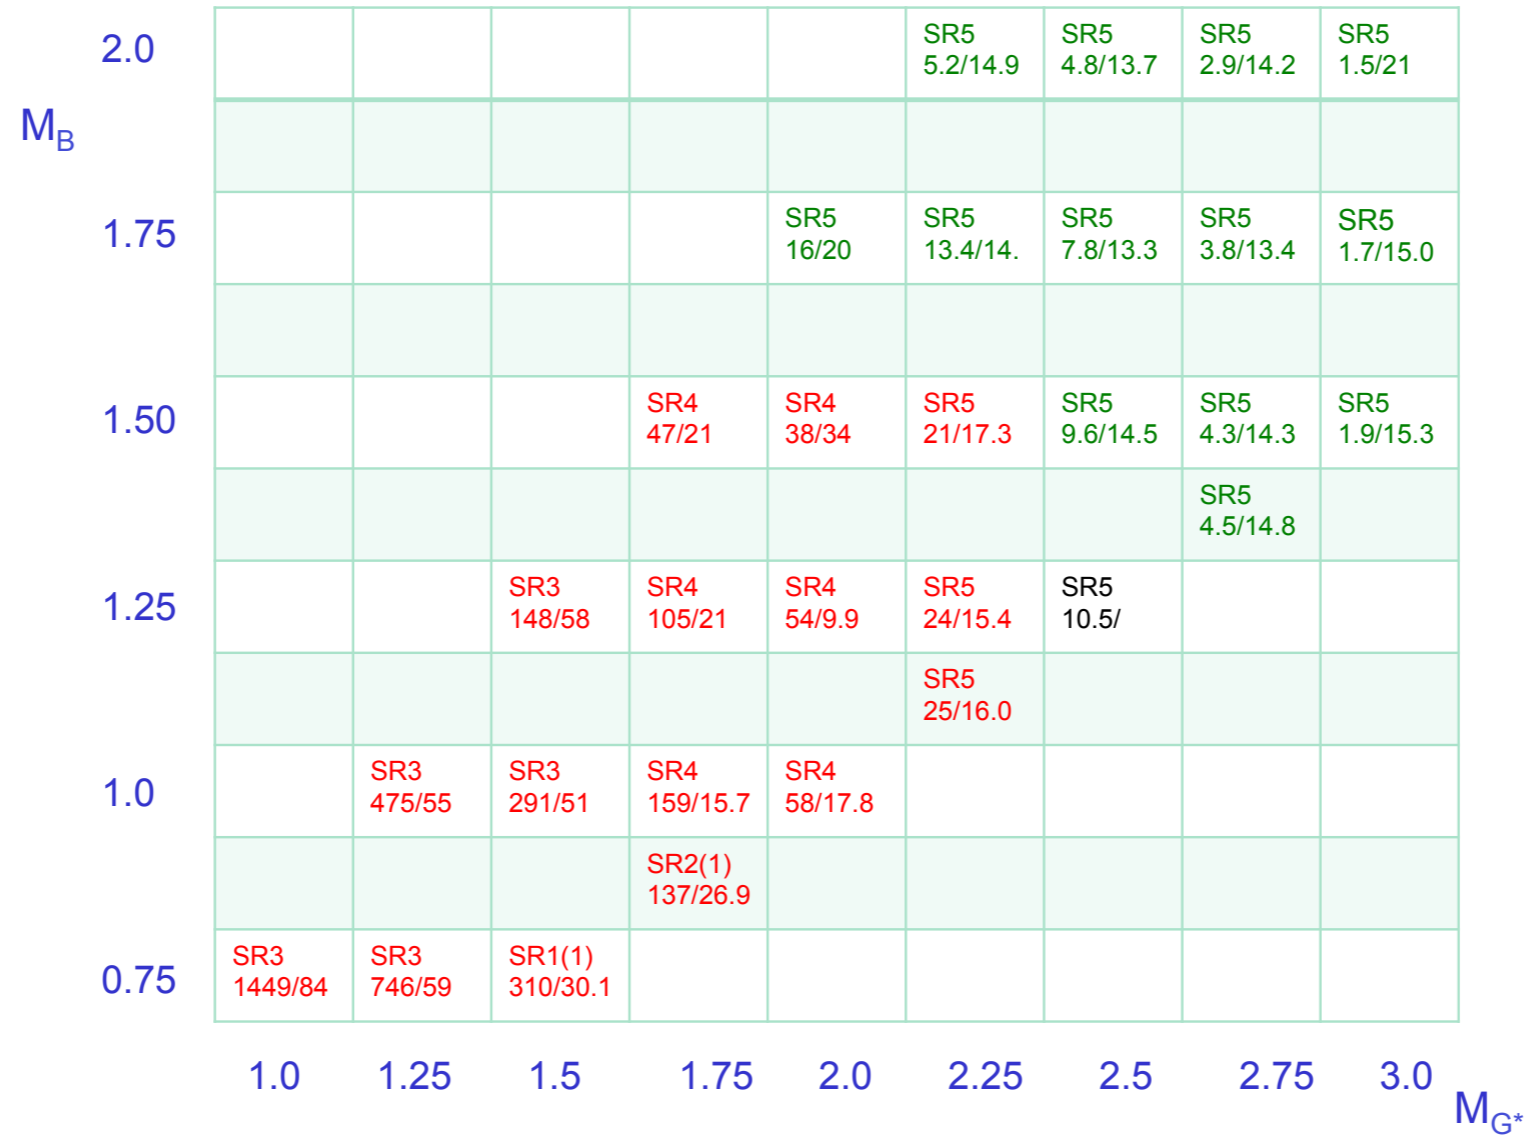 2.0
SR5
5.2/14.9
SR5
4.8/13.7
SR5
2.9/14.2
SR5
1.5/21
M_B
1.75
SR5
16/20
SR5
13.4/14.
SR5
7.8/13.3
SR5
3.8/13.4
SR5
1.7/15.0
1.50
SR4
47/21
SR4
38/34
SR5
21/17.3
SR5
9.6/14.5
SR5
4.3/14.3
SR5
1.9/15.3
SR5
4.5/14.8
1.25
SR3
148/58
SR4
105/21
SR4
54/9.9
SR5
24/15.4
SR5
10.5/
SR5
25/16.0
1.0
SR3
475/55
SR3
291/51
SR4
159/15.7
SR4
58/17.8
SR2(1)
137/26.9
0.75
SR3
1449/84
SR3
746/59
SR1(1)
310/30.1
1.0 1.25 1.5 1.75 2.0 2.25 2.5 2.75 3.0
M_G*